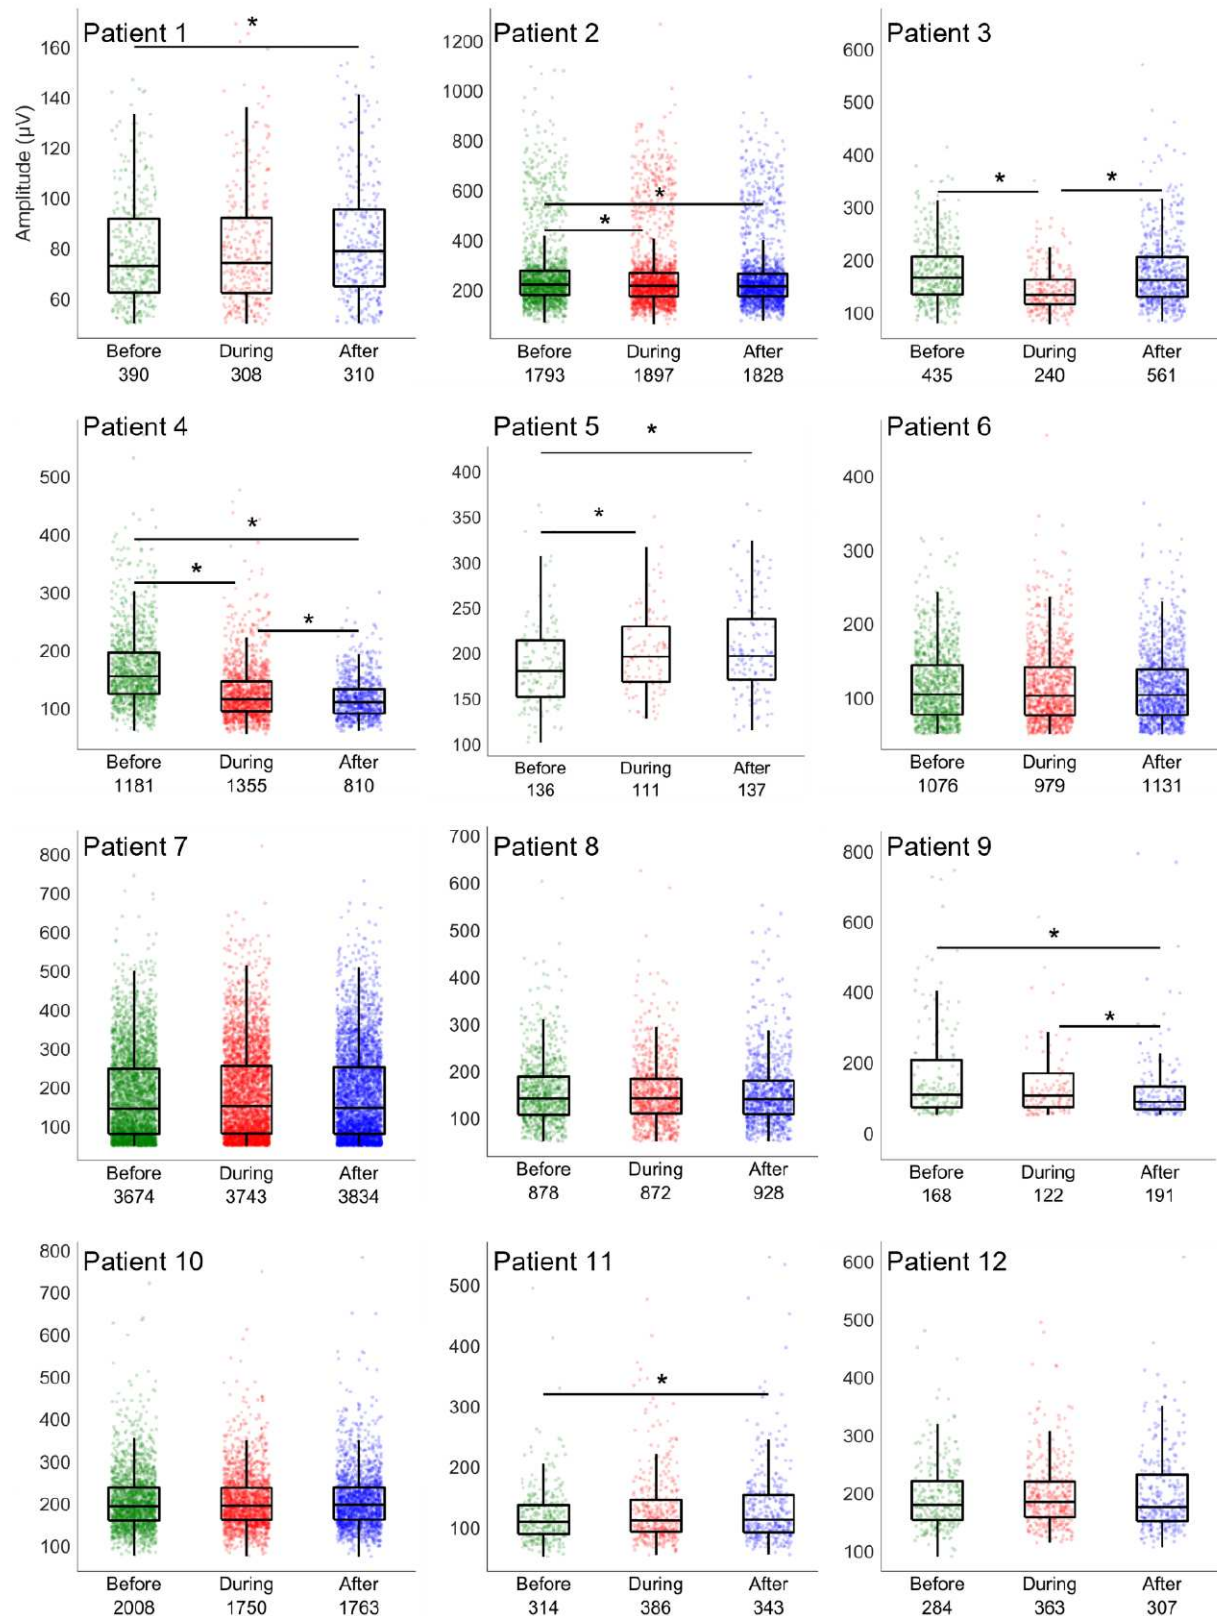 Patient 1
*
160
140
120
100
80
60
Amplitude (µV)
Before During After
390 308 310
Patient 2
1200
1000
800
600
400
200
*
*
Before During After
1793 1897 1828
Patient 3
600
500
400
300
200
100
* *
Before During After
435 240 561
Patient 4
500
400
300
200
100
*
*
*
Before During After
1181 1355 810
Patient 5
*
400
350
300
250
200
150
100
*
Before During After
136 111 137
Patient 6
400
300
200
100
Before During After
1076 979 1131
Patient 7
800
700
600
500
400
300
200
100
Before During After
3674 3743 3834
Patient 8
700
600
500
400
300
200
100
Before During After
878 872 928
Patient 9
800
600
400
200
0
*
*
Before During After
168 122 191
Patient 10
800
700
600
500
400
300
200
100
Before During After
2008 1750 1763
Patient 11
500
400
300
200
100
*
Before During After
314 386 343
Patient 12
600
500
400
300
200
100
Before During After
284 363 307